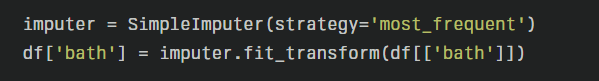 imputer = SimpleImputer(strategy='most_frequent')
df['bath'] = imputer.fit_transform(df[['bath']])